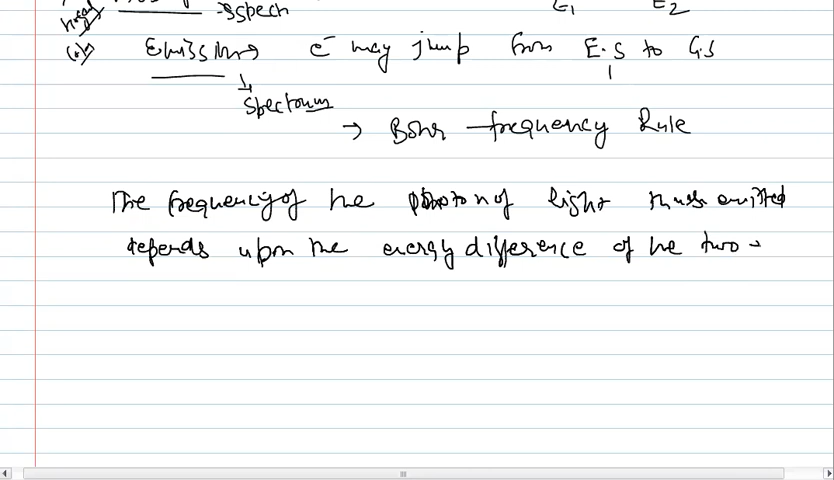 spech E1 E2
Emission → e⁻ may jump from E.S to G.S
Spectrum
→ Bohr frequency Rule
The frequency of the photon of light thus emitted
depends upon the energy difference of the two